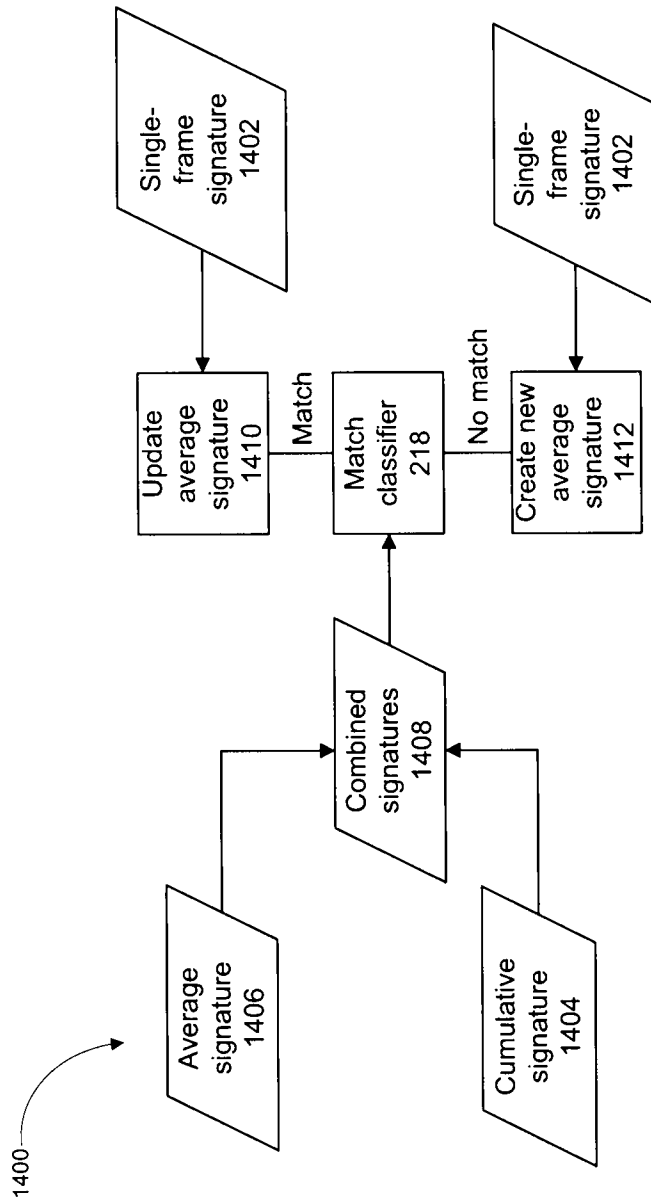 1400
Average
signature
1406
Cumulative
signature
1404
Combined
signatures
1408
Update
average
signature
1410
Match
Match
classifier
218
No match
Create new
average
signature
1412
Single-
frame
signature
1402
Single-
frame
signature
1402